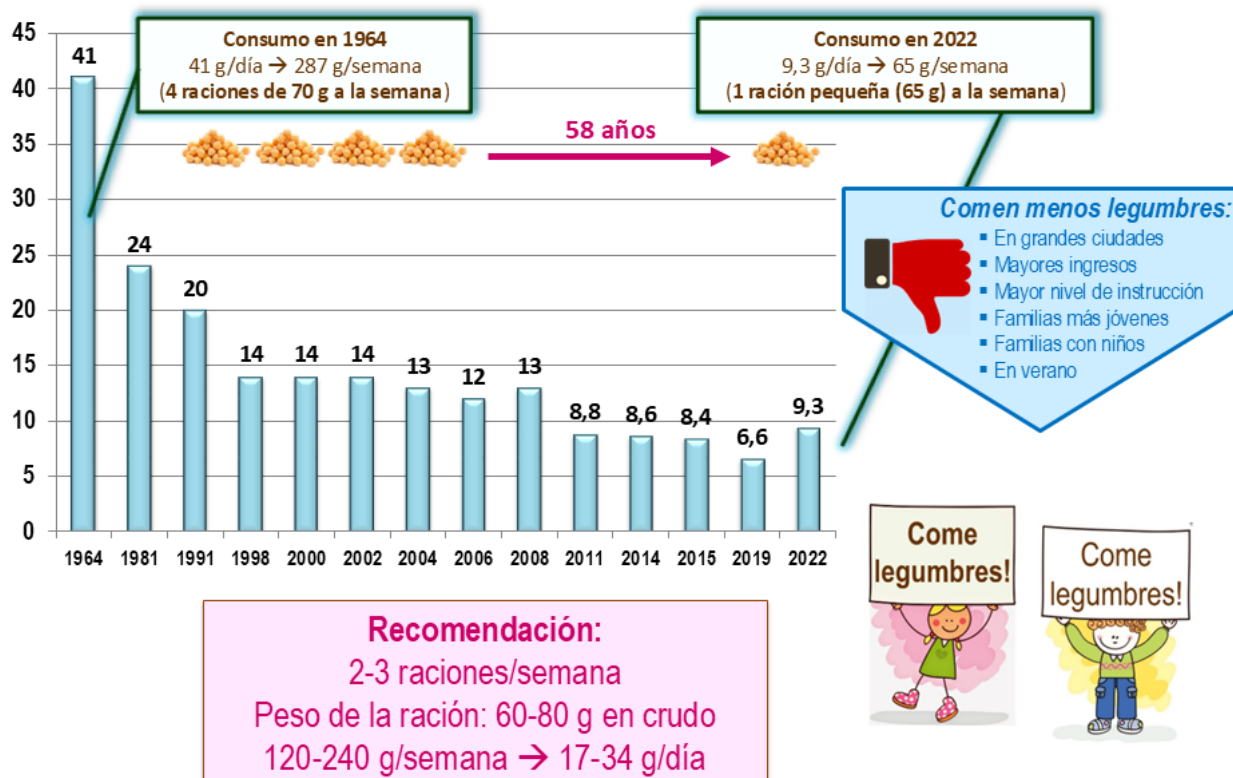 Consumo en 1964
41 g/día → 287 g/semana
(4 raciones de 70 g a la semana)
Consumo en 2022
9,3 g/día → 65 g/semana
(1 ración pequeña (65 g) a la semana)
58 años
Comen menos legumbres:
▪ En grandes ciudades
▪ Mayores ingresos
▪ Mayor nivel de instrucción
▪ Familias más jóvenes
▪ Familias con niños
▪ En verano
45
40
35
30
25
20
15
10
5
0
41
24
20
14
14
14
13
12
13
8,8
8,6
8,4
6,6
9,3
1964 1981 1991 1998 2000 2002 2004 2006 2008 2011 2014 2015 2019 2022
Come
legumbres!
Come
legumbres!
Recomendación:
2-3 raciones/semana
Peso de la ración: 60-80 g en crudo
120-240 g/semana → 17-34 g/día